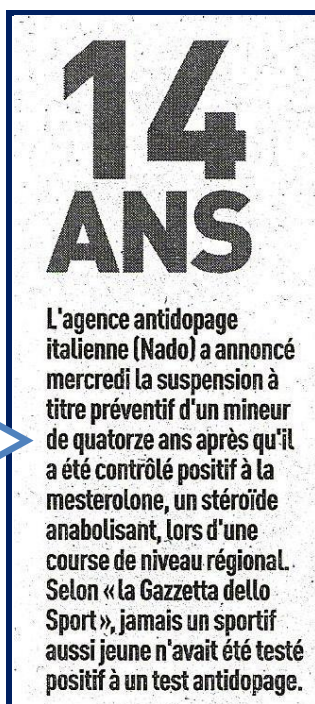 14
ANS
L'agence antidopage
italienne (Nado) a annoncé
mercredi la suspension à
titre préventif d'un mineur
de quatorze ans après qu'il
a été contrôlé positif à la
mesterolone, un stéroïde
anabolisant, lors d'une
course de niveau régional.
Selon «la Gazzetta dello
Sport», jamais un sportif
aussi jeune n'avait été testé
positif à un test antidopage.